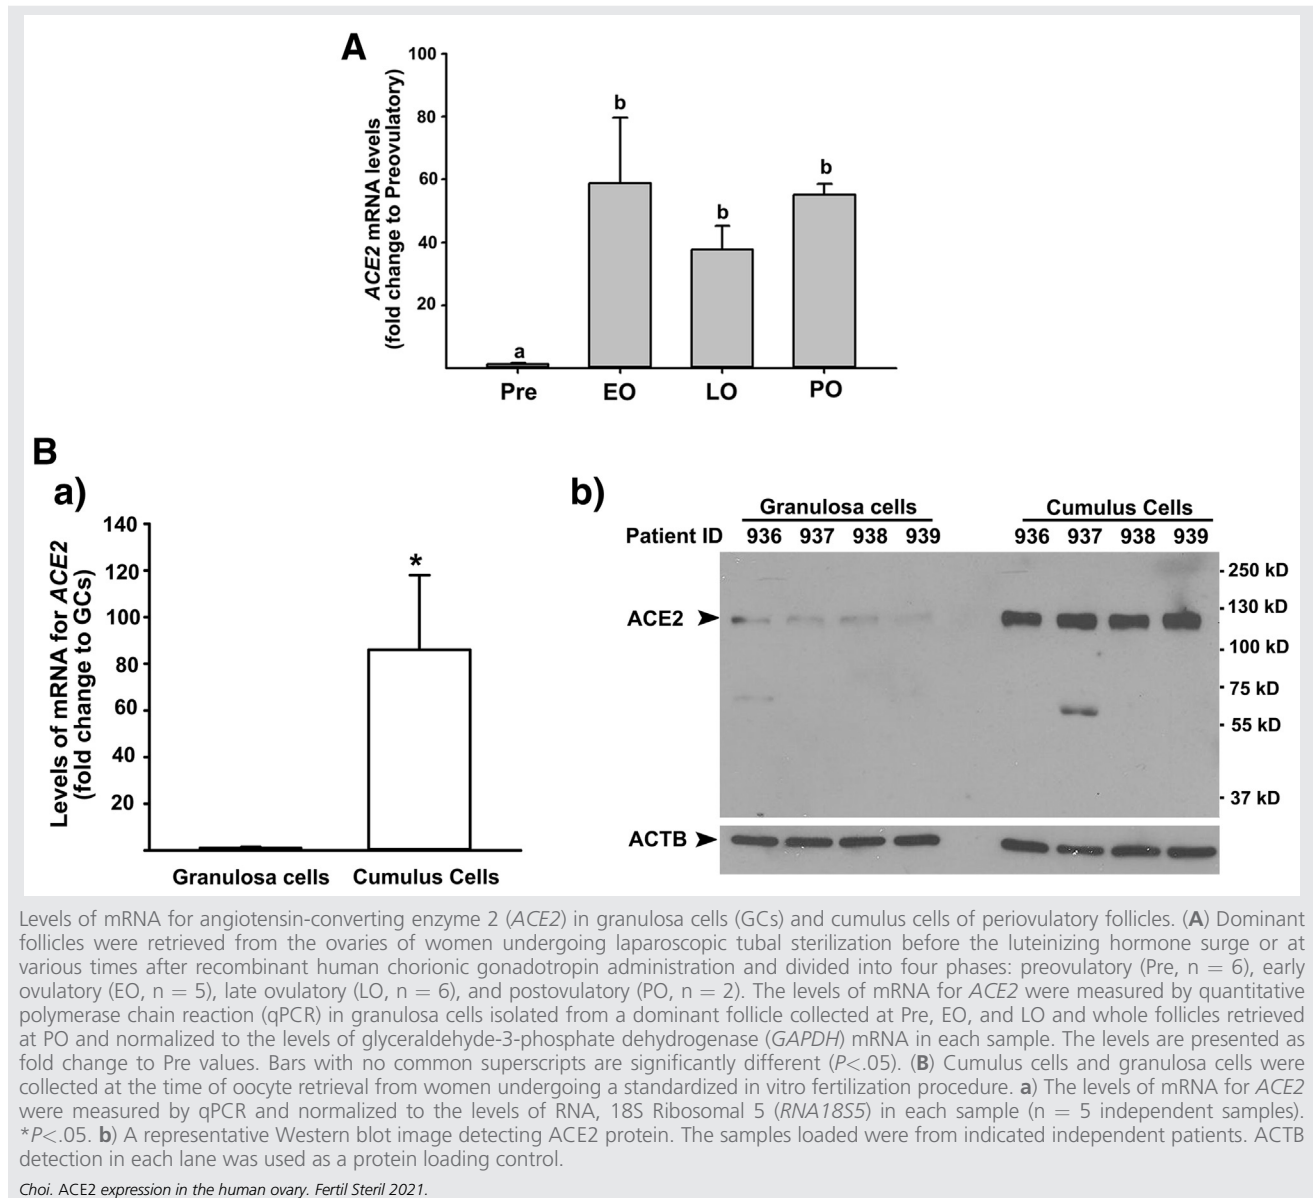 A
100
80
60
40
20
ACE2 mRNA levels
(fold change to Preovulatory)
a
b
b
b
Pre EO LO PO
B
a)
140
120
100
80
60
40
20
Levels of mRNA for ACE2
(fold change to GCs)
*
Granulosa cells Cumulus Cells
b)
Granulosa cells Cumulus Cells
Patient ID 936 937 938 939 936 937 938 939
250 kD
ACE2 130 kD
100 kD
75 kD
55 kD
37 kD
ACTB
Levels of mRNA for angiotensin-converting enzyme 2 (ACE2) in granulosa cells (GCs) and cumulus cells of periovulatory follicles. (A) Dominant
follicles were retrieved from the ovaries of women undergoing laparoscopic tubal sterilization before the luteinizing hormone surge or at
various times after recombinant human chorionic gonadotropin administration and divided into four phases: preovulatory (Pre, n = 6), early
ovulatory (EO, n = 5), late ovulatory (LO, n = 6), and postovulatory (PO, n = 2). The levels of mRNA for ACE2 were measured by quantitative
polymerase chain reaction (qPCR) in granulosa cells isolated from a dominant follicle collected at Pre, EO, and LO and whole follicles retrieved
at PO and normalized to the levels of glyceraldehyde-3-phosphate dehydrogenase (GAPDH) mRNA in each sample. The levels are presented as
fold change to Pre values. Bars with no common superscripts are significantly different (P<.05). (B) Cumulus cells and granulosa cells were
collected at the time of oocyte retrieval from women undergoing a standardized in vitro fertilization procedure. a) The levels of mRNA for ACE2
were measured by qPCR and normalized to the levels of RNA, 18S Ribosomal 5 (RNA18S5) in each sample (n = 5 independent samples).
*P<.05. b) A representative Western blot image detecting ACE2 protein. The samples loaded were from indicated independent patients. ACTB
detection in each lane was used as a protein loading control.
Choi. ACE2 expression in the human ovary. Fertil Steril 2021.